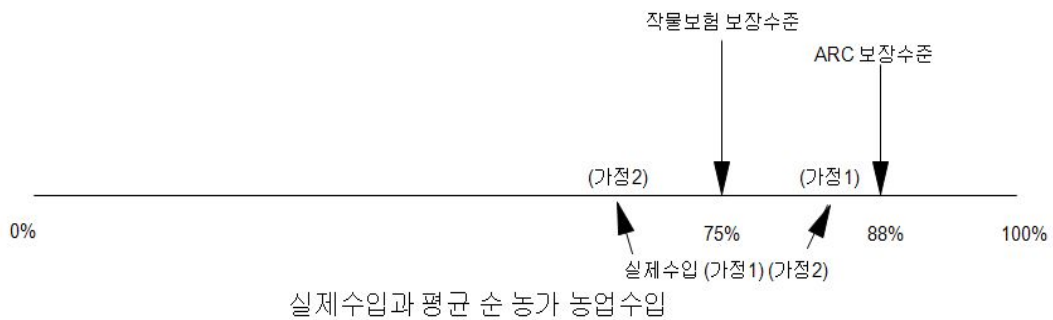 작물보험 보장수준
ARC 보장수준
(가정2)
(가정1)
0%
75%
88%
100%
실제수입 (가정1) (가정2)
실제수입과 평균 순 농가 농업수입